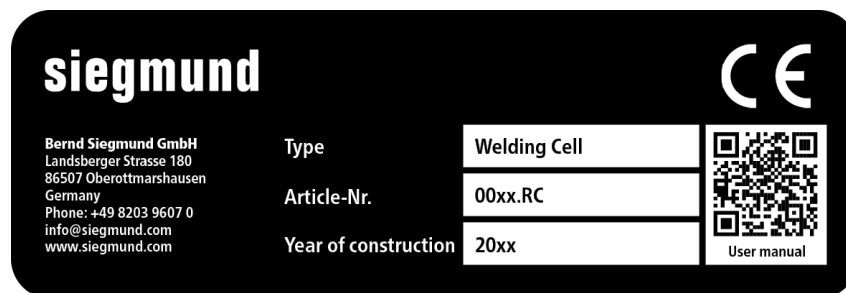 siegmund
CE
Bernd Siegmund GmbH
Landsberger Strasse 180
86507 Oberottmarshausen
Germany
Phone: +49 8203 9607 0
info@siegmund.com
www.siegmund.com
Type
Welding Cell
Article-Nr.
00xx.RC
Year of construction
20xx
User manual